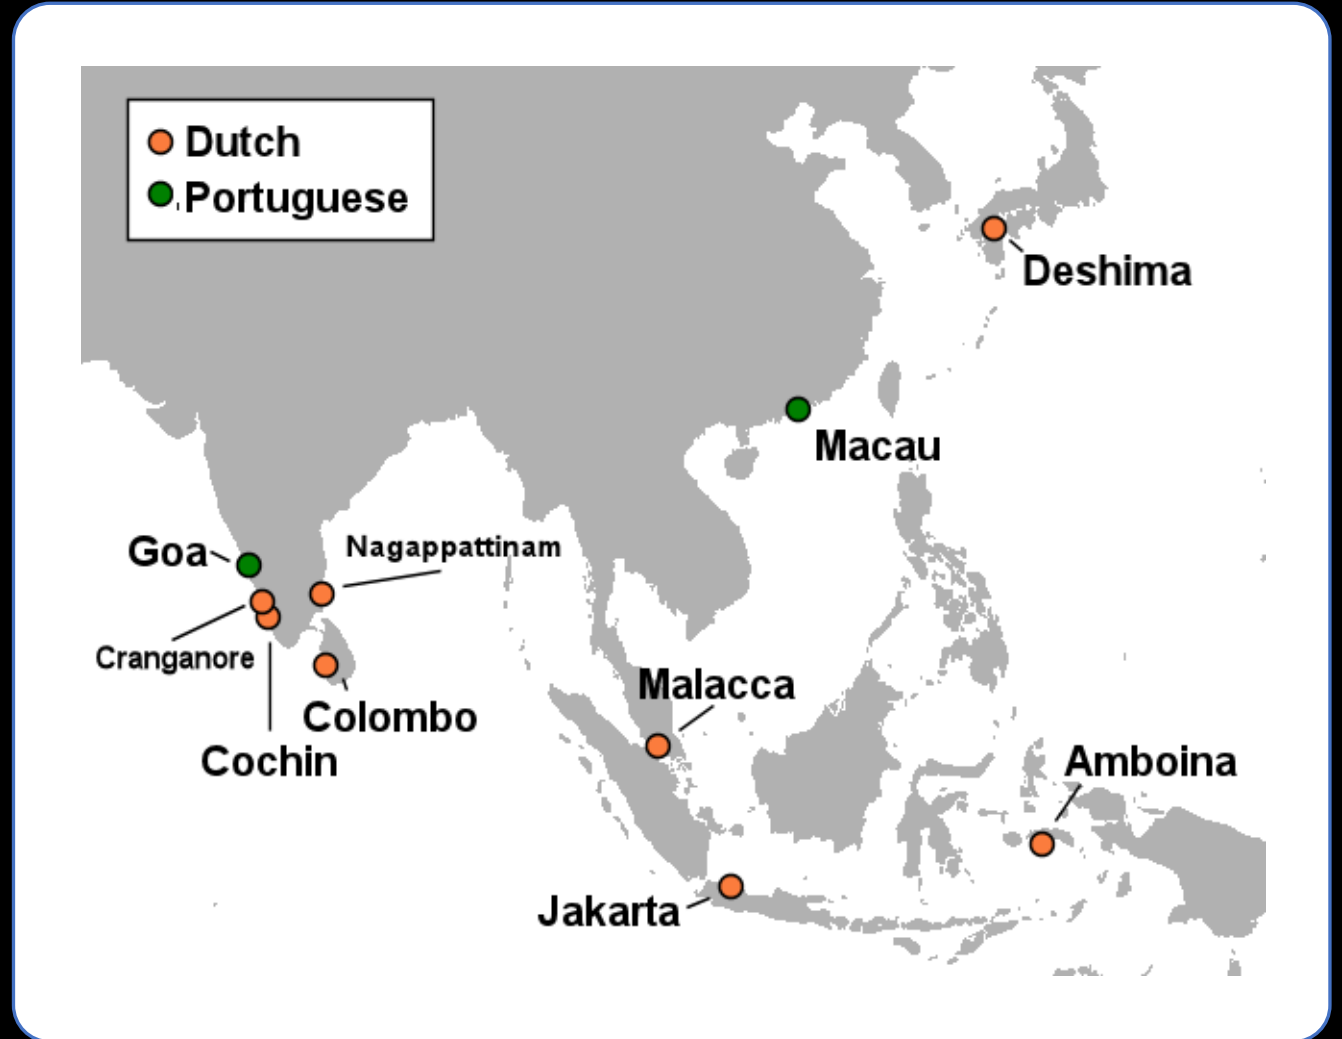 Dutch
Portuguese
Deshima
Macau
Goa
Nagappattinam
Cranganore
Malacca
Colombo
Cochin
Amboina
Jakarta